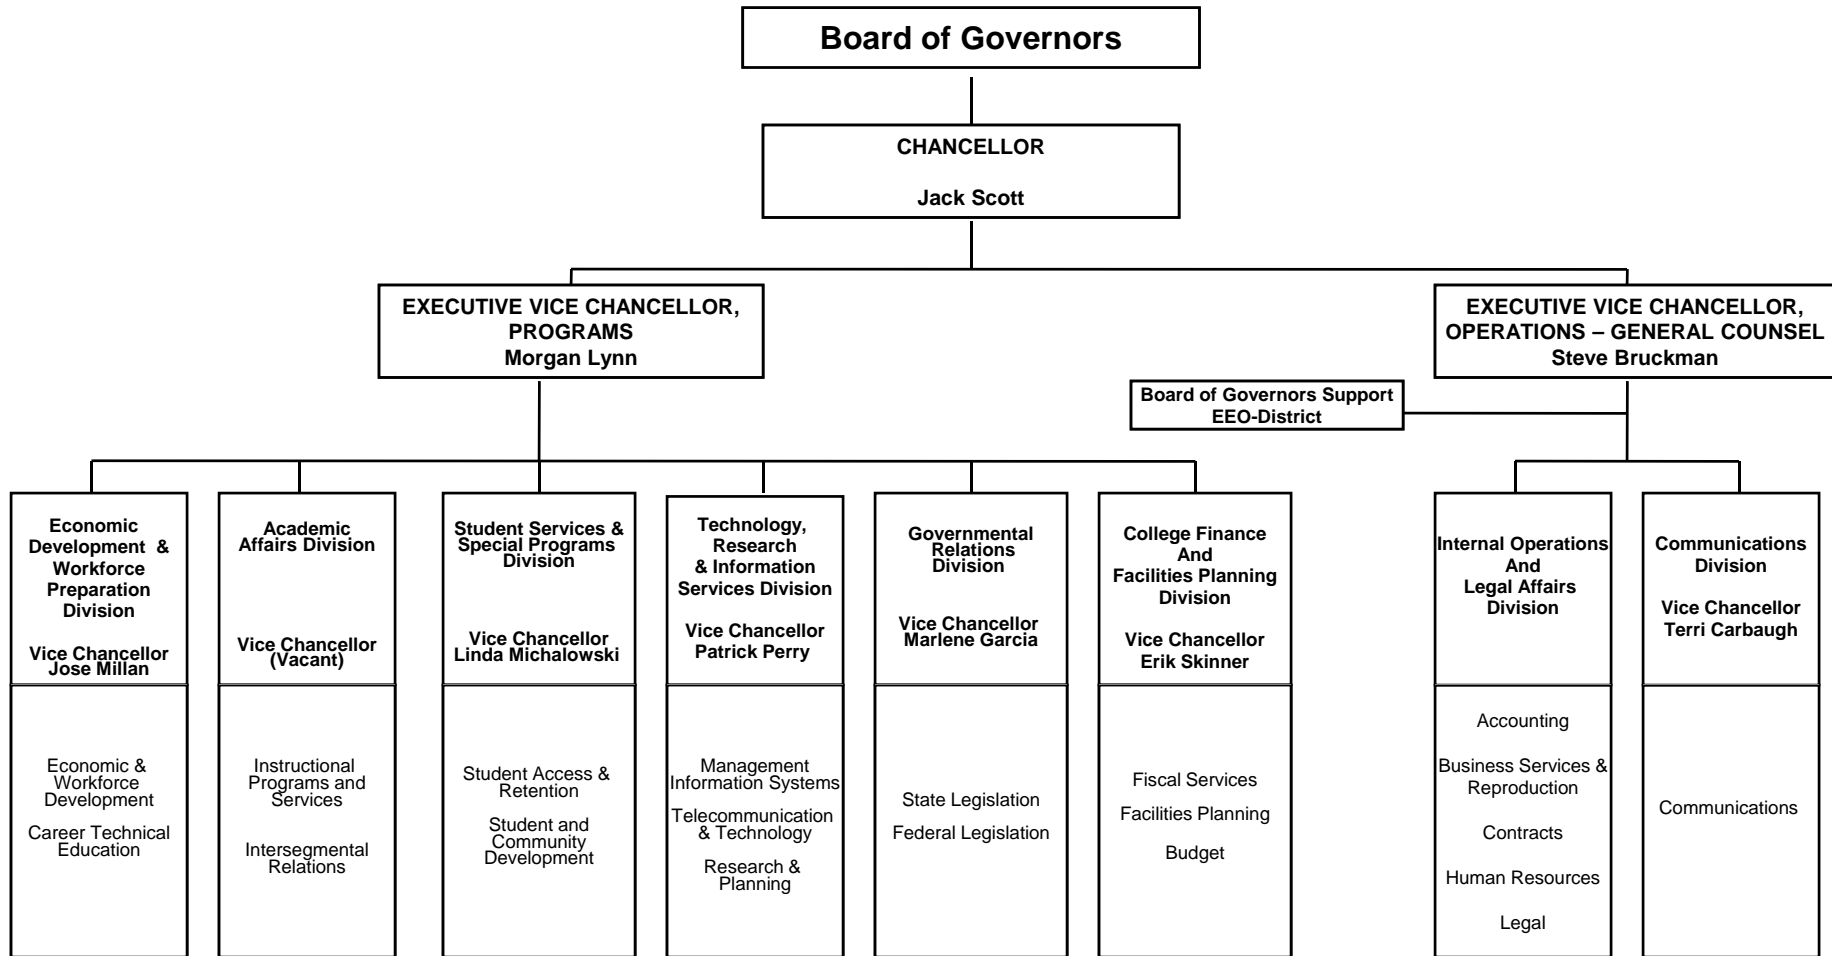 Board of Governors
CHANCELLOR
Jack Scott
EXECUTIVE VICE CHANCELLOR,
PROGRAMS
Morgan Lynn
EXECUTIVE VICE CHANCELLOR,
OPERATIONS – GENERAL COUNSEL
Steve Bruckman
Board of Governors Support
EEO-District
Economic
Development &
Workforce
Preparation
Division
Vice Chancellor
Jose Millan
Economic &
Workforce
Development
Career Technical
Education
Academic
Affairs Division
Vice Chancellor
(Vacant)
Instructional
Programs and
Services
Intersegmental
Relations
Student Services &
Special Programs
Division
Vice Chancellor
Linda Michalowski
Student Access &
Retention
Student and
Community
Development
Technology,
Research
& Information
Services Division
Vice Chancellor
Patrick Perry
Management
Information Systems
Telecommunication
& Technology
Research &
Planning
Governmental
Relations
Division
Vice Chancellor
Marlene Garcia
State Legislation
Federal Legislation
College Finance
And
Facilities Planning
Division
Vice Chancellor
Erik Skinner
Fiscal Services
Facilities Planning
Budget
Internal Operations
And
Legal Affairs
Division
Accounting
Business Services &
Reproduction
Contracts
Human Resources
Legal
Communications
Division
Vice Chancellor
Terri Carbaugh
Communications